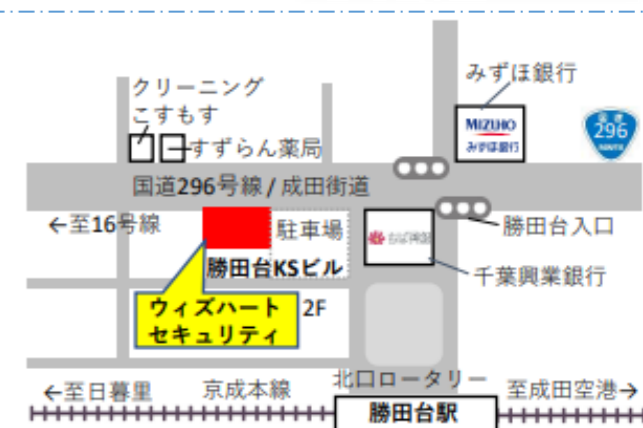 みずほ銀行
クリーニング
こすもす
MIZUHO
みずほ銀行
296
すずらん薬局
国道296号線 / 成田街道
←至16号線
駐車場
勝田台入口
勝田台KSビル
千葉興業銀行
ウィズハート
セキュリティ
2F
北口ロータリー
←至日暮里
京成本線
至成田空港→
勝田台駅